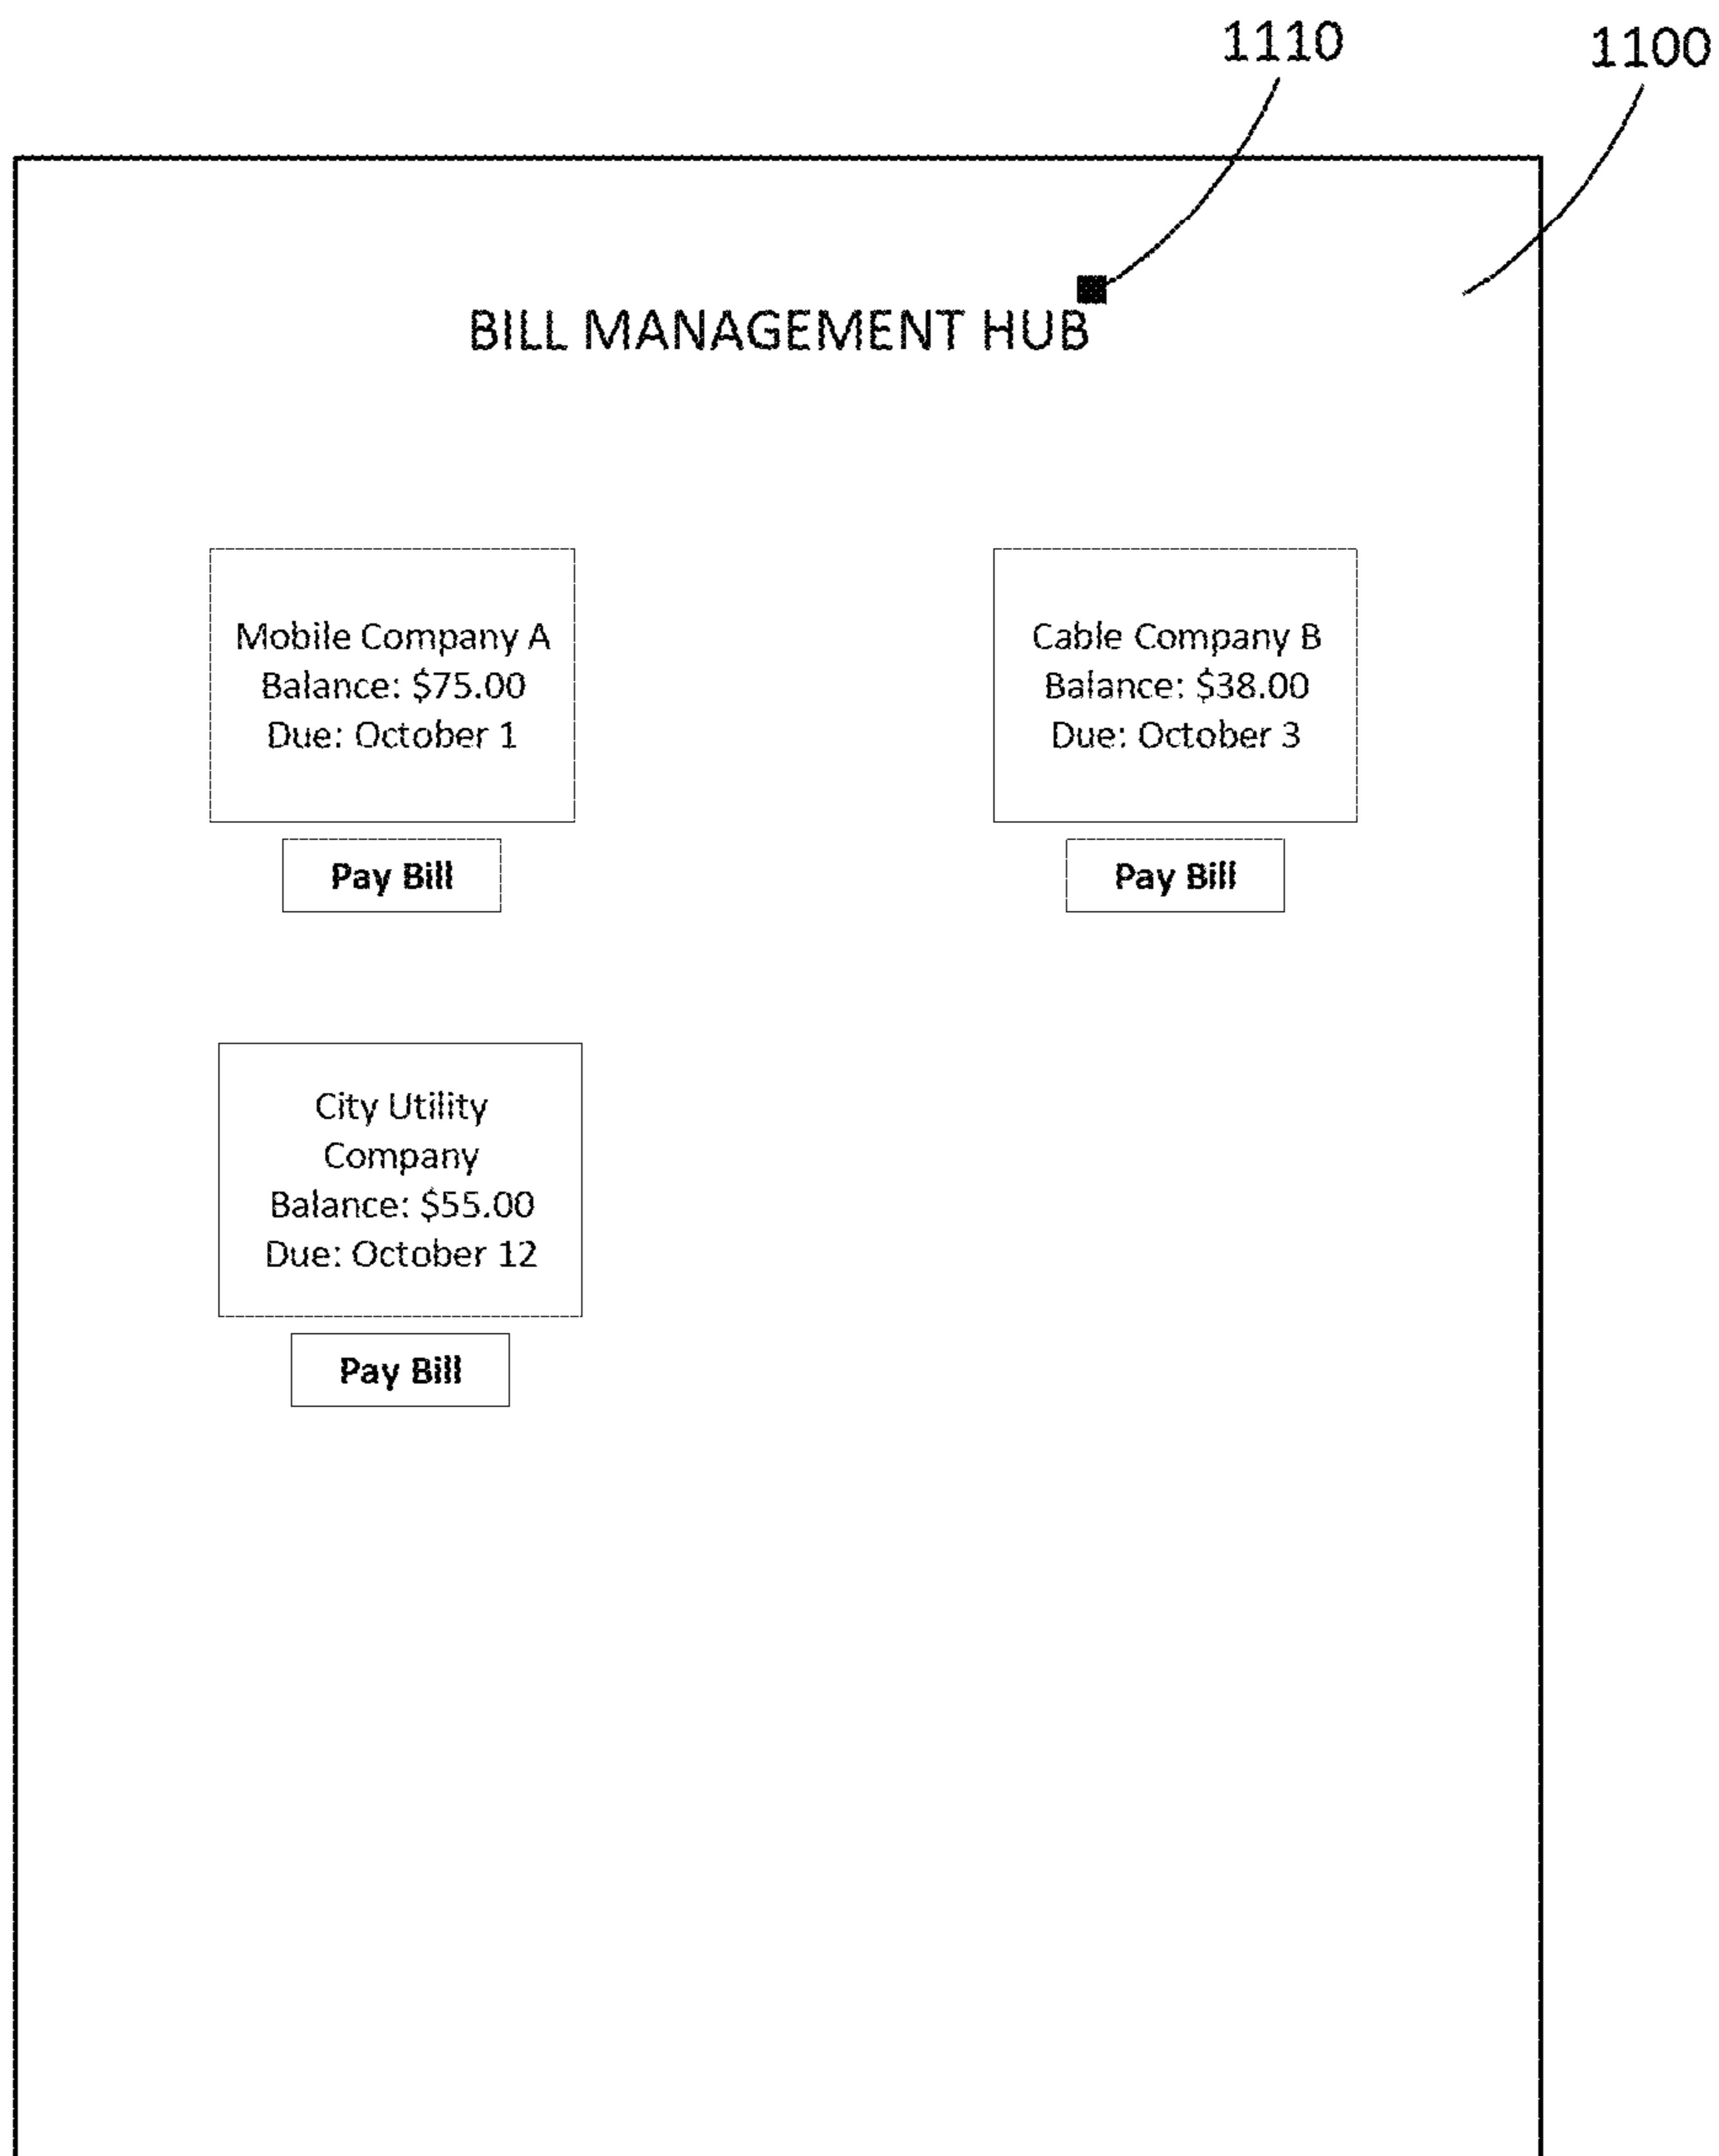 1110
1100
BILL MANAGEMENT HUB
Mobile Company A
Balance: $75.00
Due: October 1
Pay Bill
Cable Company B
Balance: $38.00
Due: October 3
Pay Bill
City Utility
Company
Balance: $55.00
Due: October 12
Pay Bill